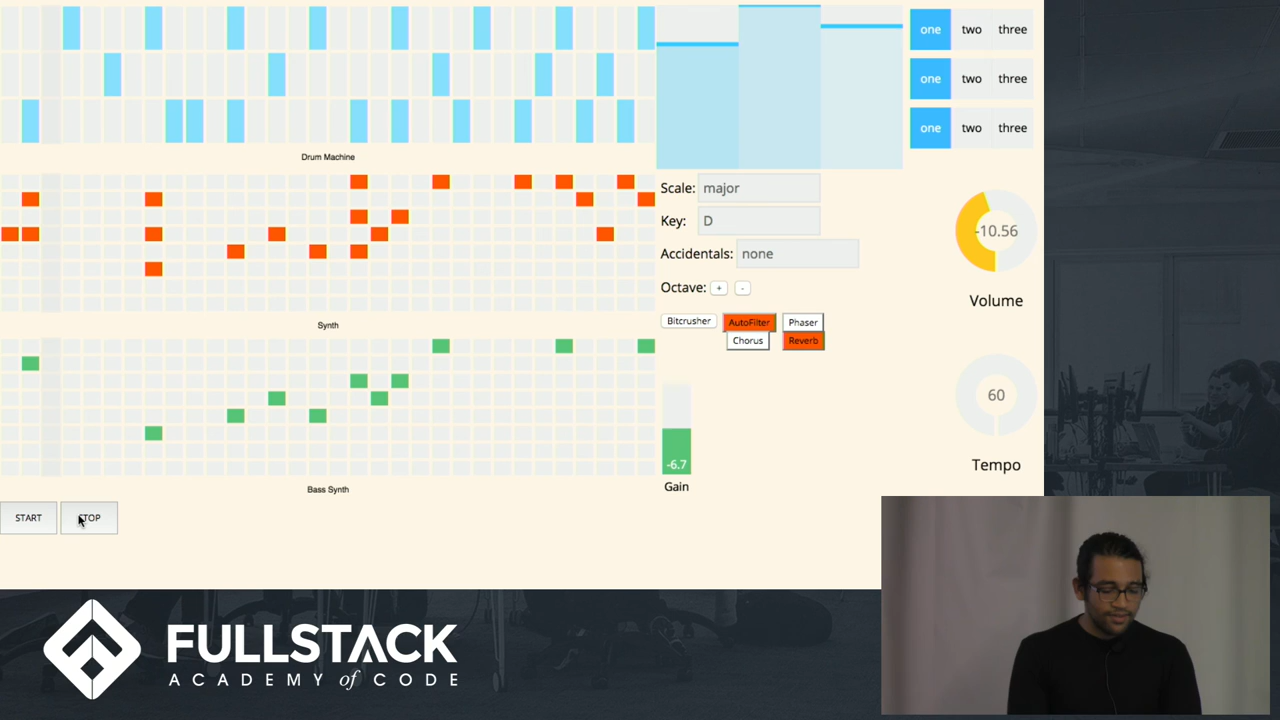 one two three
one two three
one two three
Drum Machine
Scale: major
Key: D
Accidentals: none
Octave: + -
Bitcrusher AutoFilter Phaser
Chorus Reverb
-10.56
Volume
Synth
60
Tempo
-6.7
Gain
Bass Synth
START STOP
FULLSTACK
ACADEMY of CODE